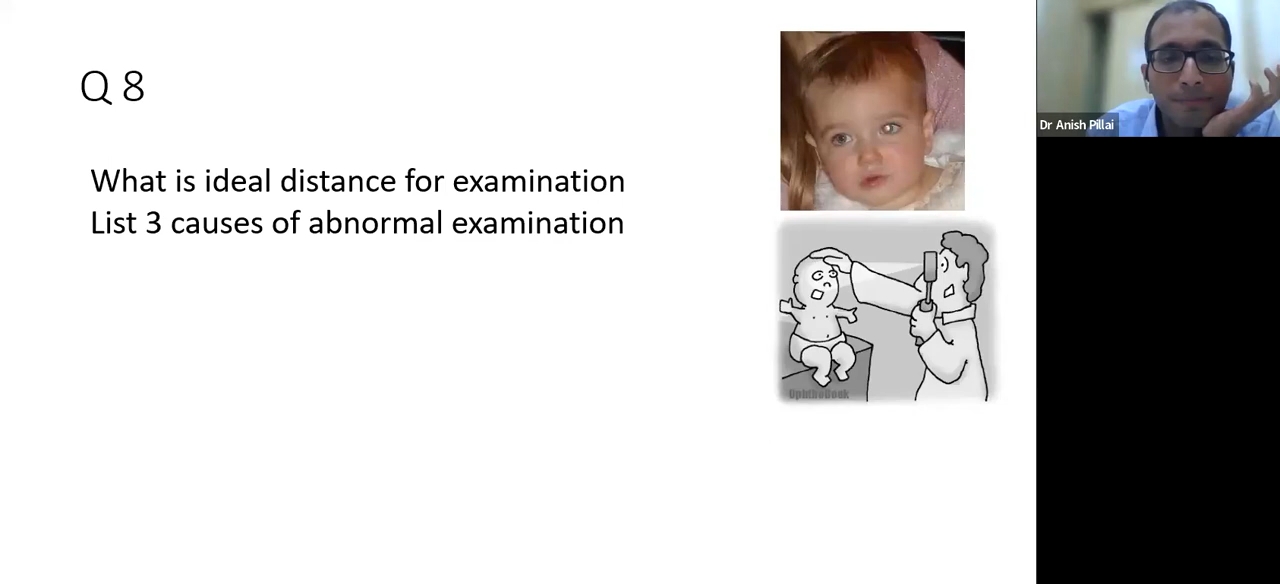 Q 8
What is ideal distance for examination
List 3 causes of abnormal examination
Dr Anish Pillai